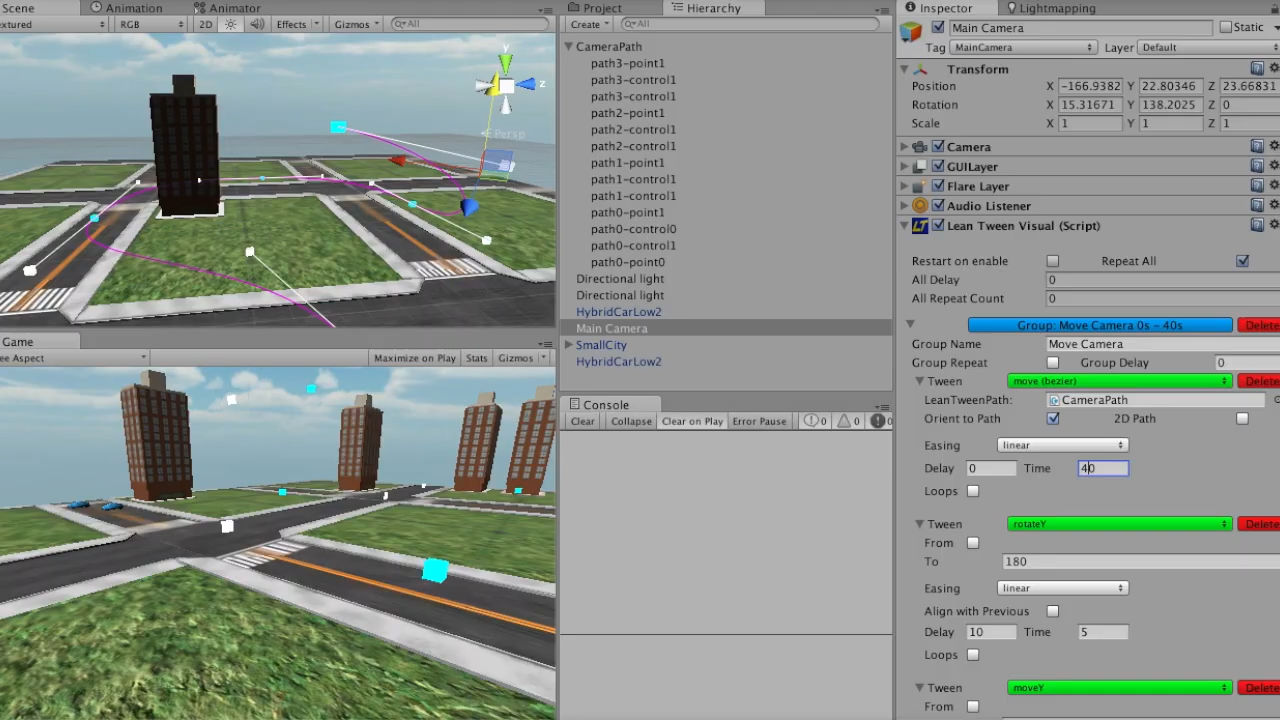 Scene Animation Animator
extured RGB 2D Effects Gizmos All
y z
Persp
Game
ee Aspect Maximize on Play Stats Gizmos
Project Hierarchy
Create All
CameraPath
path3-point1
path3-control1
path3-control1
path2-point1
path2-control1
path2-control1
path1-point1
path1-control1
path1-control1
path0-point1
path0-control0
path0-control1
path0-point0
Directional light
Directional light
HybridCarLow2
Main Camera
SmallCity
HybridCarLow2
Console
Clear Collapse Clear on Play Error Pause 0 0 0
Inspector Lightmapping
Main Camera Static
Tag MainCamera Layer Default
Transform
Position X -166.9382 Y 22.80346 Z 23.66831
Rotation X 15.31671 Y 138.2025 Z 0
Scale X 1 Y 1 Z 1
Camera
GUILayer
Flare Layer
Audio Listener
LT Lean Tween Visual (Script)
Restart on enable Repeat All
All Delay 0
All Repeat Count 0
Group: Move Camera 0s - 40s Delete
Group Name Move Camera
Group Repeat Group Delay 0
Tween move (bezier) Delete
LeanTweenPath: CameraPath
Orient to Path 2D Path
Easing linear
Delay 0 Time 40
Loops
Tween rotateY Delete
From
To 180
Easing linear
Align with Previous
Delay 10 Time 5
Loops
Tween moveY Delete
From